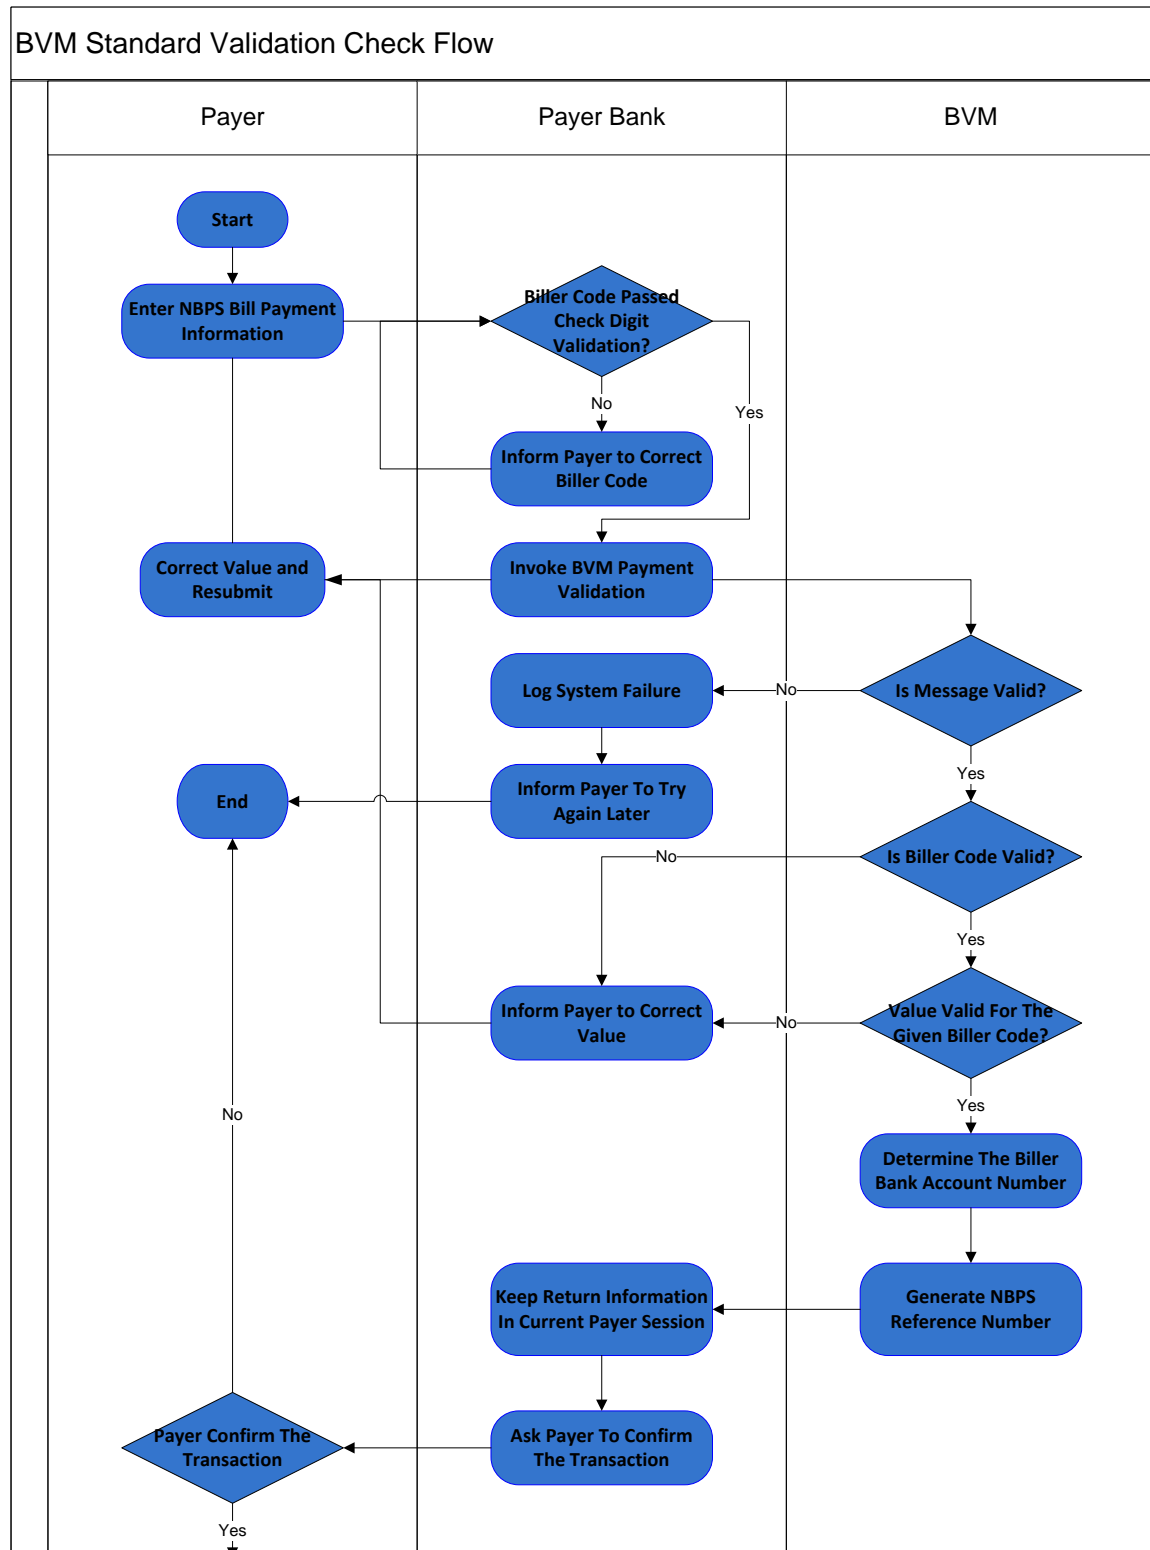 BVM Standard Validation Check Flow
Payer
Payer Bank
BVM
Start
Enter NBPS Bill Payment
Information
Biller Code Passed
Check Digit
Validation?
No
Yes
Inform Payer to Correct
Biller Code
Correct Value and
Resubmit
Invoke BVM Payment
Validation
Log System Failure
No
Is Message Valid?
Yes
End
Inform Payer To Try
Again Later
No
Is Biller Code Valid?
Yes
Inform Payer to Correct
Value
No
Value Valid For The
Given Biller Code?
Yes
No
Determine The Biller
Bank Account Number
Keep Return Information
In Current Payer Session
Generate NBPS
Reference Number
Payer Confirm The
Transaction
Ask Payer To Confirm
The Transaction
Yes